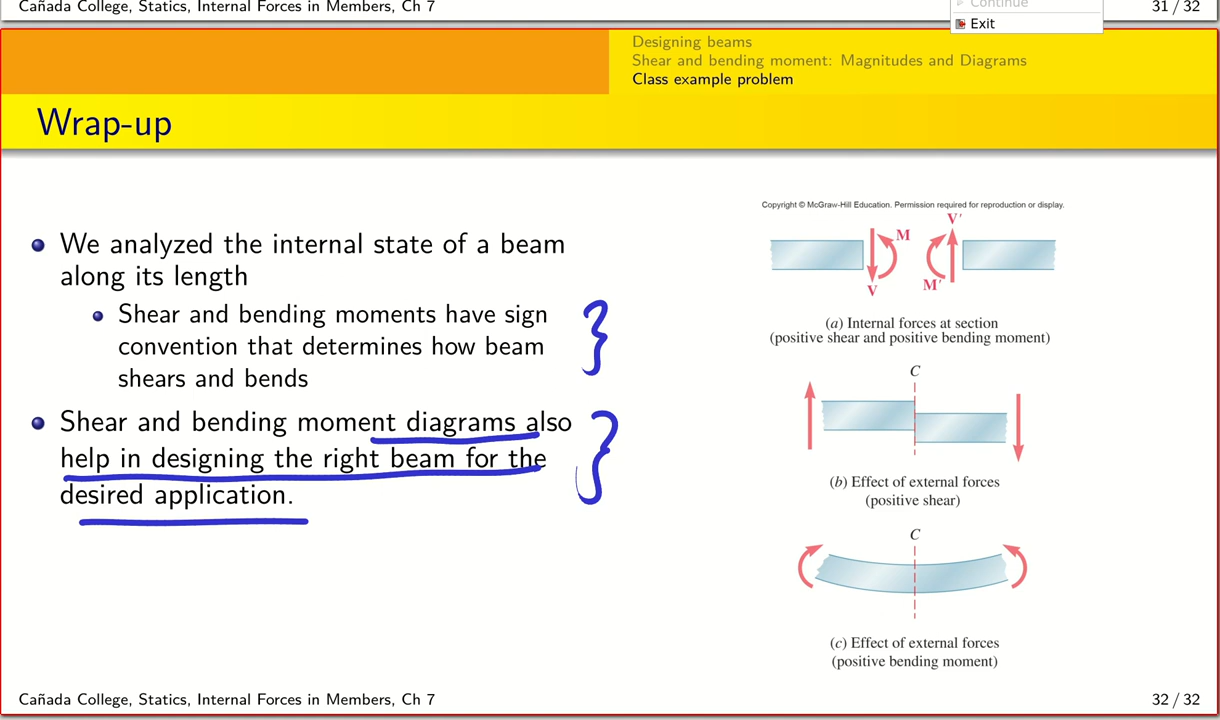 Cañada College, Statics, Internal Forces in Members, Ch 7
Continue
31 / 32
Exit
Designing beams
Shear and bending moment: Magnitudes and Diagrams
Class example problem
Wrap-up
We analyzed the internal state of a beam
along its length
Shear and bending moments have sign
convention that determines how beam
shears and bends
Shear and bending moment diagrams also
help in designing the right beam for the
desired application.
Copyright © McGraw-Hill Education. Permission required for reproduction or display.
V'
M
V
M'
(a) Internal forces at section
(positive shear and positive bending moment)
C
(b) Effect of external forces
(positive shear)
C
(c) Effect of external forces
(positive bending moment)
Cañada College, Statics, Internal Forces in Members, Ch 7
32 / 32